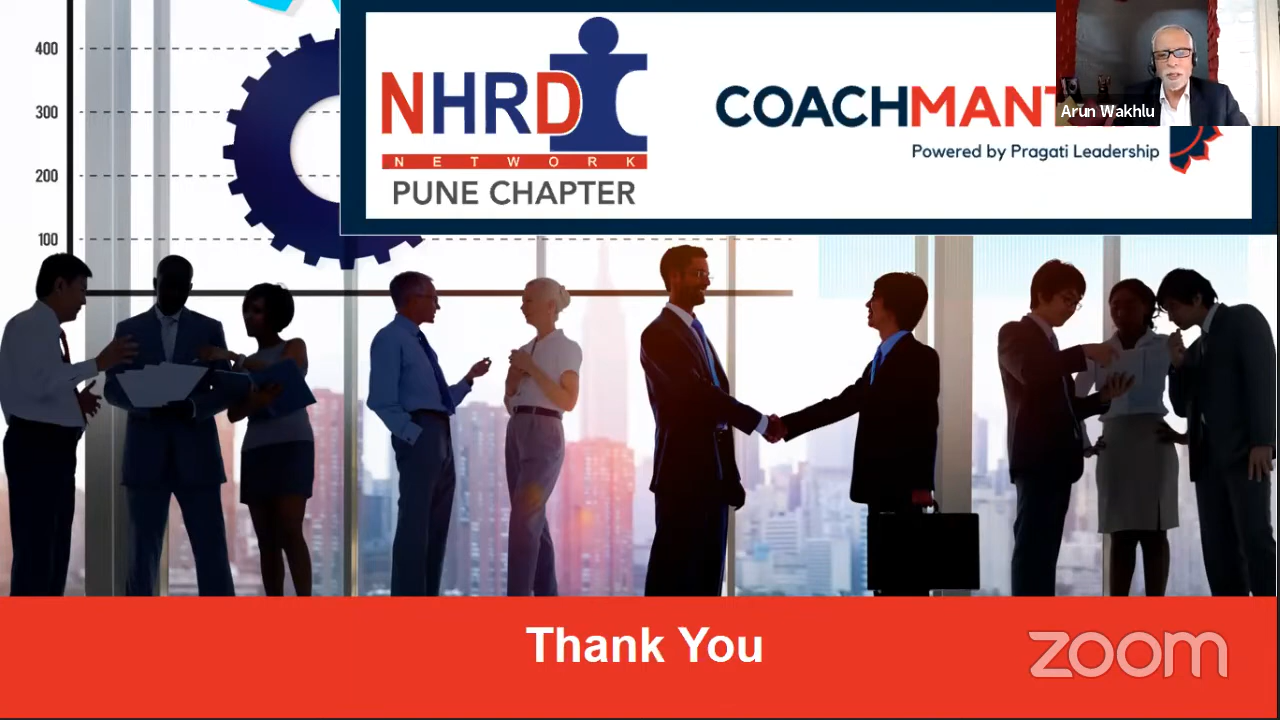 400
300
200
100
NHRD
NETWORK
PUNE CHAPTER
COACHMANT
Powered by Pragati Leadership
Arun Wakhlu
Thank You
zoom